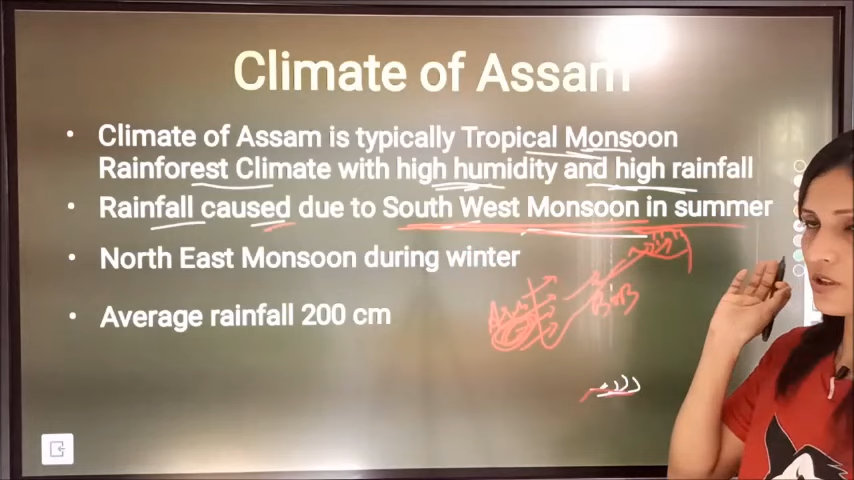 Climate of Assam
• Climate of Assam is typically Tropical Monsoon
Rainforest Climate with high humidity and high rainfall
• Rainfall caused due to South West Monsoon in summer
• North East Monsoon during winter
• Average rainfall 200 cm
BoB